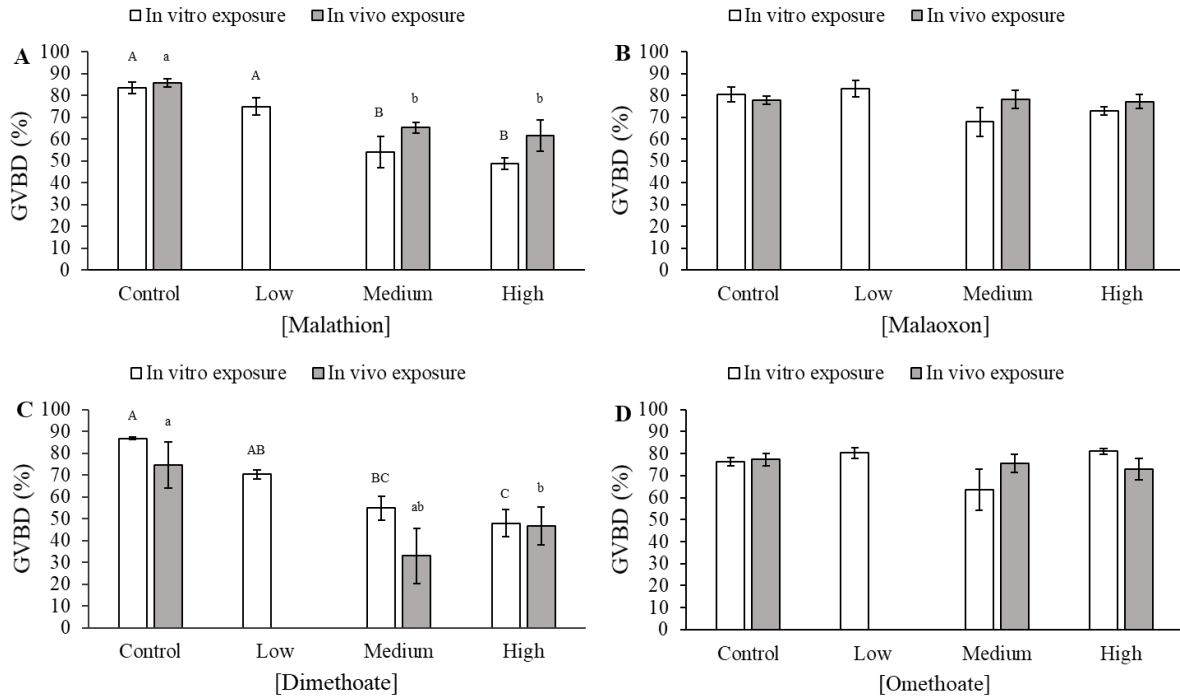 □In vitro exposure ■In vivo exposure
A
100
90
80
70
60
50
40
30
20
10
0
GVBD (%)
A a A B b B b
Control Low Medium High
[Malathion]
□In vitro exposure ■In vivo exposure
B
100
90
80
70
60
50
40
30
20
10
0
GVBD (%)
Control Low Medium High
[Malaoxon]
□In vitro exposure ■In vivo exposure
C
100
90
80
70
60
50
40
30
20
10
0
GVBD (%)
A a AB BC ab C b
Control Low Medium High
[Dimethoate]
□In vitro exposure ■In vivo exposure
D
100
90
80
70
60
50
40
30
20
10
0
GVBD (%)
Control Low Medium High
[Omethoate]